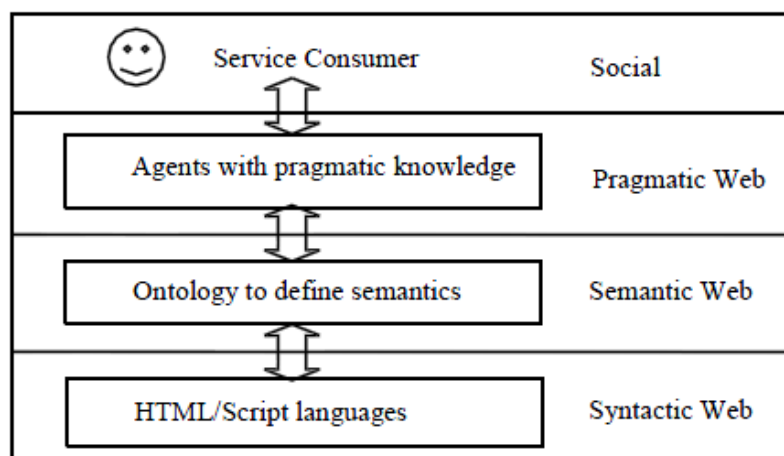 Service Consumer
Social
Agents with pragmatic knowledge
Pragmatic Web
Ontology to define semantics
Semantic Web
HTML/Script languages
Syntactic Web